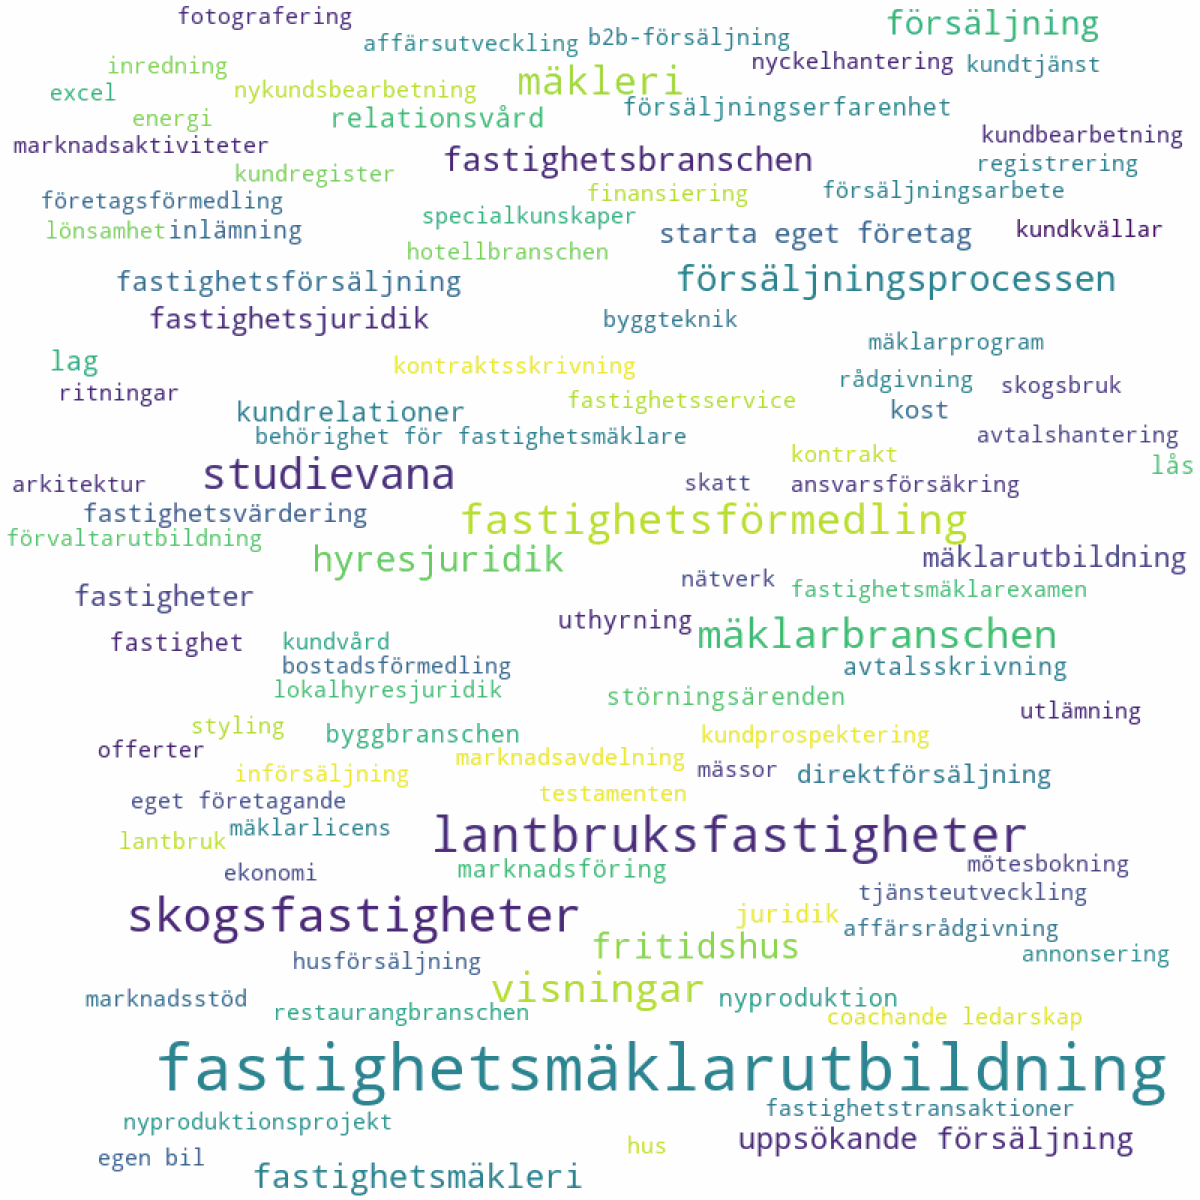 fotografering
försäljning
affärsutveckling
b2b-försäljning
nyckelhantering
kundtjänst
inredning
mäkleri
excel
nykundsbearbetning
försäljningserfarenhet
energi
relationsvård
kundbearbetning
marknadsaktiviteter
fastighetsbranschen
registrering
kundregister
finansiering
försäljningsarbete
företagsförmedling
specialkunskaper
lönsamhet
inlämning
starta eget företag
kundkvällar
hotellbranschen
fastighetsförsäljning
försäljningsprocessen
fastighetsjuridik
byggteknik
mäklarprogram
lag
kontraktsskrivning
rådgivning
skogsbruk
ritningar
fastighetsservice
kundrelationer
kost
behörighet för fastighetsmäklare
avtalshantering
kontrakt
lås
studievana
arkitektur
skatt
ansvarsförsäkring
fastighetsvärdering
fastighetsförmedling
förvaltarutbildning
hyresjuridik
mäklarutbildning
nätverk
fastighetsmäklarexamen
fastigheter
uthyrning
mäklarbranschen
fastighet
kundvård
bostadsförmedling
avtalsskrivning
lokalhyresjuridik
störningsärenden
utlämning
styling
byggbranschen
kundprospektering
offerter
marknadsavdelning
mässor
direktförsäljning
införsäljning
testamenten
eget företagande
mäklarlicens
lantbruk
lantbruksfastigheter
ekonomi
marknadsföring
mötesbokning
tjänsteutveckling
skogsfastigheter
juridik
affärsrådgivning
fritidshus
annonsering
husförsäljning
visningar
marknadsstöd
nyproduktion
restaurangbranschen
coachande ledarskap
fastighetsmäklarutbildning
fastighetstransaktioner
nyproduktionsprojekt
uppsökande försäljning
hus
egen bil
fastighetsmäkleri